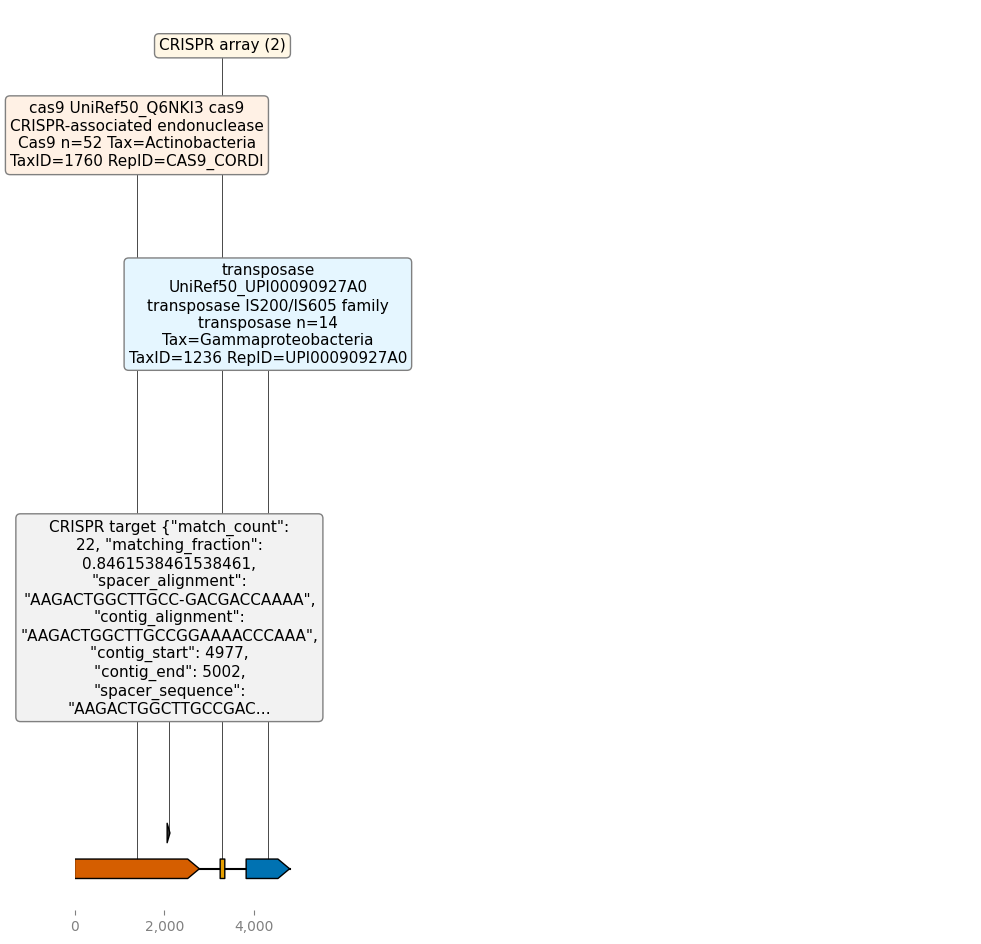 CRISPR array (2)
cas9 UniRef50_Q6NKI3 cas9
CRISPR-associated endonuclease
Cas9 n=52 Tax=Actinobacteria
TaxID=1760 RepID=CAS9_CORDI
transposase
UniRef50_UPI00090927A0
transposase IS200/IS605 family
transposase n=14
Tax=Gammaproteobacteria
TaxID=1236 RepID=UPI00090927A0
CRISPR target {"match_count":
22, "matching_fraction":
0.8461538461538461,
"spacer_alignment":
"AAGACTGGCTTGCC-GACGACCAAAA",
"contig_alignment":
"AAGACTGGCTTGCCGGAAAACCCAAA",
"contig_start": 4977,
"contig_end": 5002,
"spacer_sequence":
"AAGACTGGCTTGCCGAC...
0 2,000 4,000